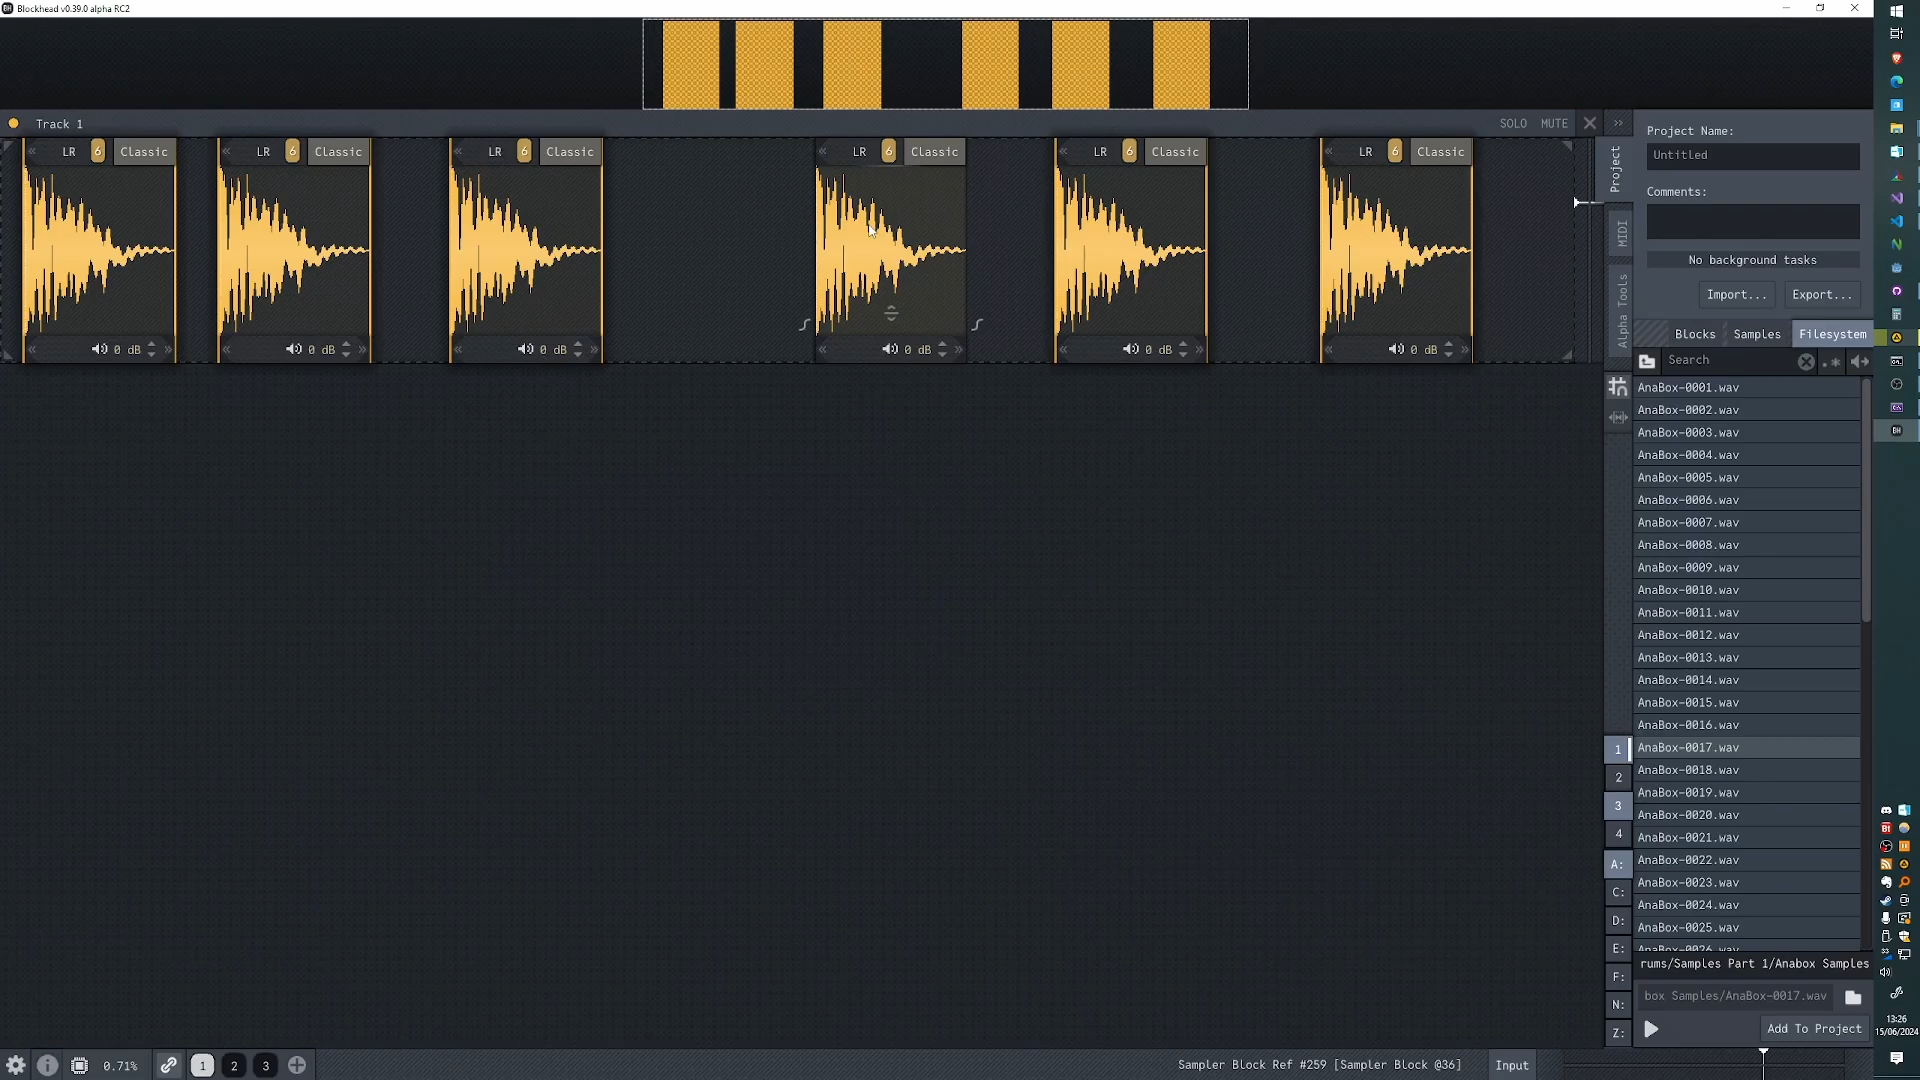 Blockhead v0.39.0 alpha RC2
Track 1
SOLO MUTE
LR 6 Classic
LR 6 Classic
LR 6 Classic
LR 6 Classic
LR 6 Classic
LR 6 Classic
0 dB
0 dB
0 dB
0 dB
0 dB
0 dB
Project
MIDI
Alpha Tools
Project Name:
Untitled
Comments:
No background tasks
Import... Export...
Blocks Samples Filesystem
Search
AnaBox-0001.wav
AnaBox-0002.wav
AnaBox-0003.wav
AnaBox-0004.wav
AnaBox-0005.wav
AnaBox-0006.wav
AnaBox-0007.wav
AnaBox-0008.wav
AnaBox-0009.wav
AnaBox-0010.wav
AnaBox-0011.wav
AnaBox-0012.wav
AnaBox-0013.wav
AnaBox-0014.wav
AnaBox-0015.wav
AnaBox-0016.wav
AnaBox-0017.wav
AnaBox-0018.wav
AnaBox-0019.wav
AnaBox-0020.wav
AnaBox-0021.wav
AnaBox-0022.wav
AnaBox-0023.wav
AnaBox-0024.wav
AnaBox-0025.wav
AnaBox-0026.wav
1
2
3
4
A:
C:
D:
E:
F:
N:
Z:
rums/Samples Part 1/Anabox Samples
box Samples/AnaBox-0017.wav
Add To Project
0.71% 1 2 3
Sampler Block Ref #259 [Sampler Block @36]
Input
13:26
15/06/2024